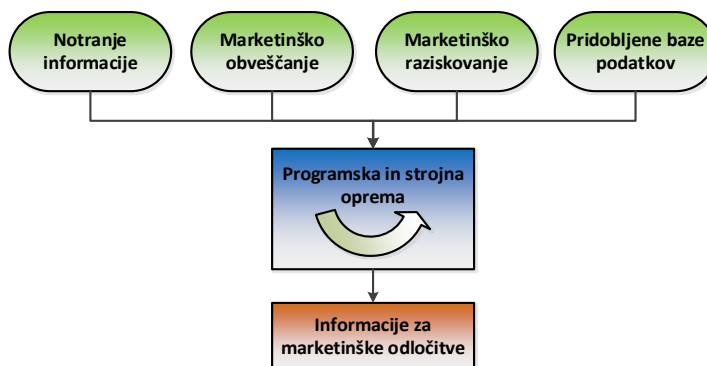 Notranje
informacije
Marketinško
obveščanje
Marketinško
raziskovanje
Pridobljene baze
podatkov
Programska in strojna
oprema
Informacije za
marketinške odločitve